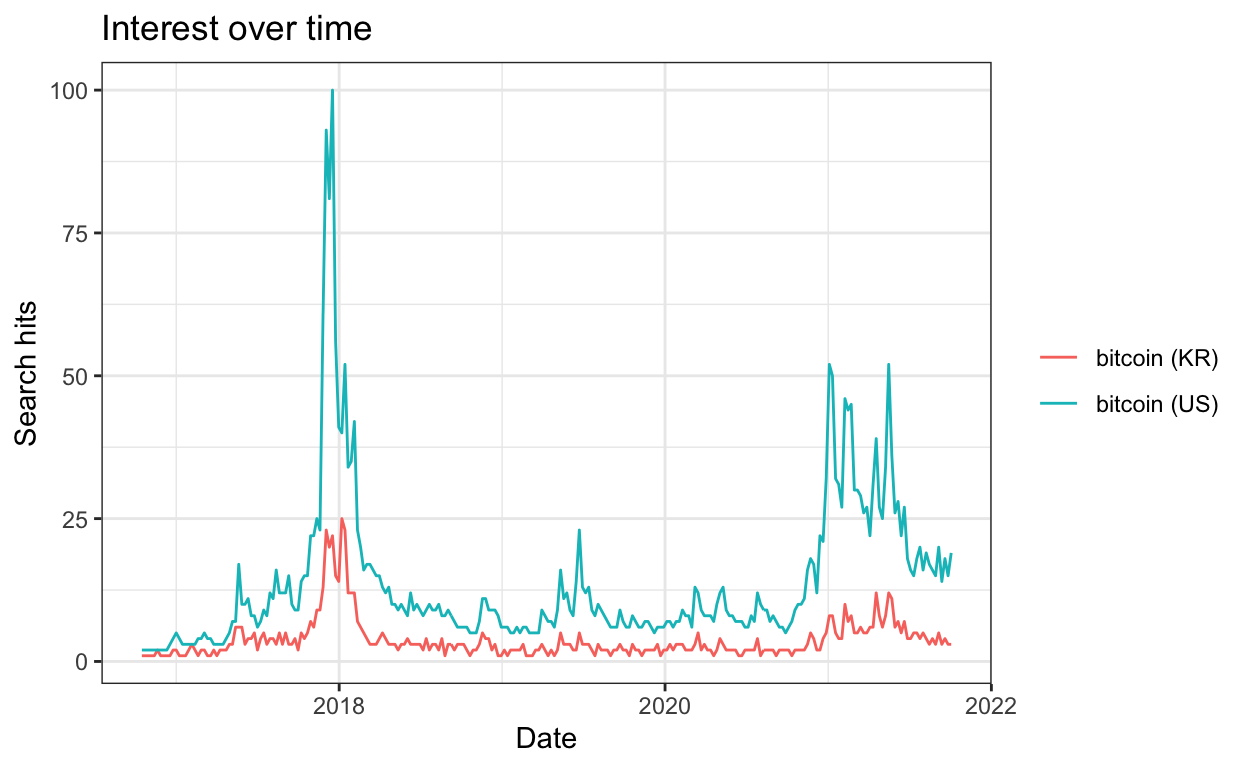 Interest over time
100
75
50
25
0
Search hits
2018
2020
2022
Date
bitcoin (KR)
bitcoin (US)